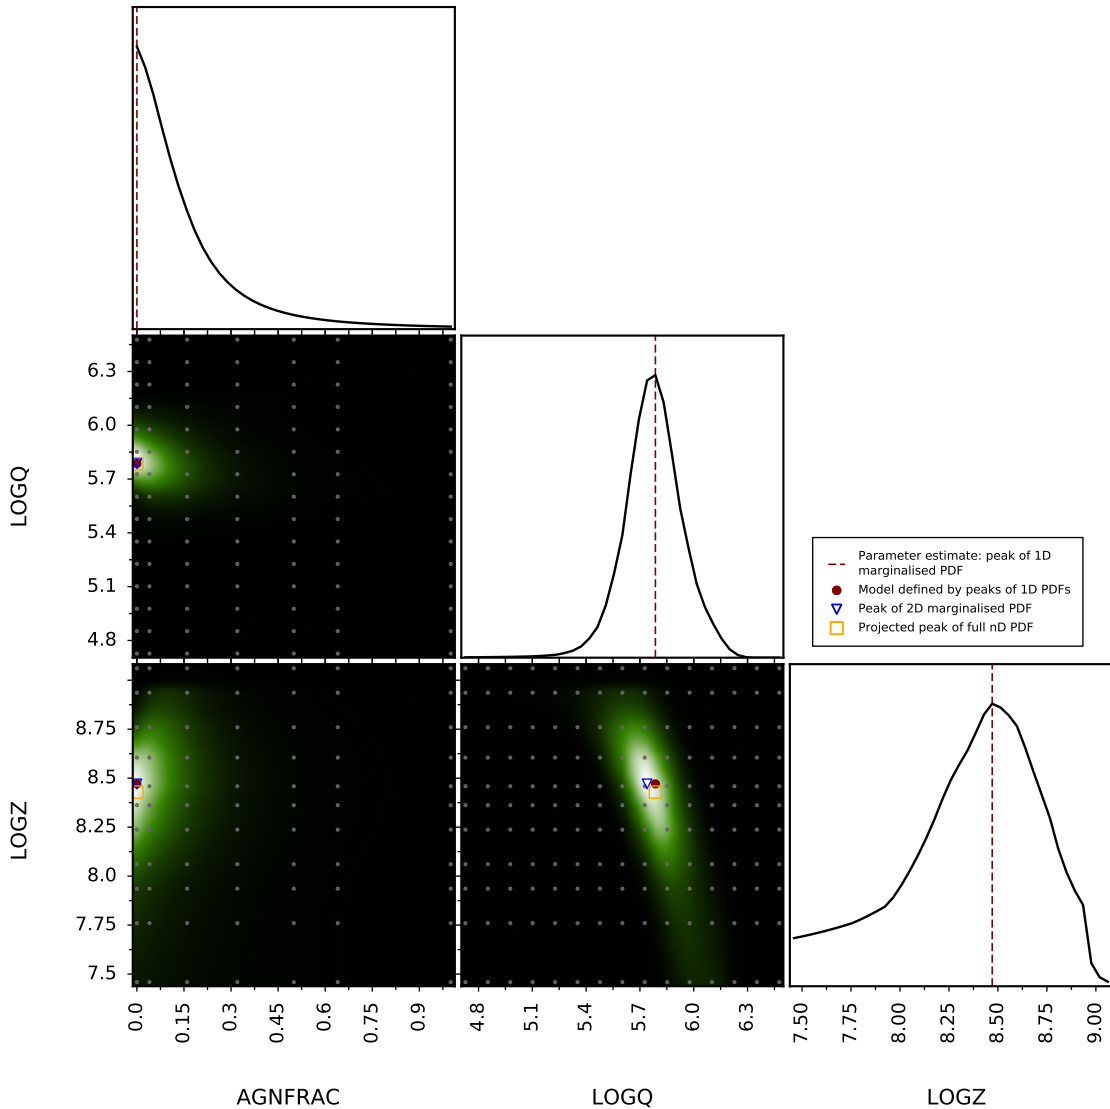 6.3
6.0
5.7
5.4
5.1
4.8
LOGQ
Parameter estimate: peak of 1D
marginalised PDF
Model defined by peaks of 1D PDFs
Peak of 2D marginalised PDF
Projected peak of full nD PDF
8.75
8.5
8.25
8.0
7.75
7.5
LOGZ
0.0 0.15 0.3 0.45 0.6 0.75 0.9
4.8 5.1 5.4 5.7 6.0 6.3
7.50 7.75 8.00 8.25 8.50 8.75 9.00
AGNFRAC LOGQ LOGZ